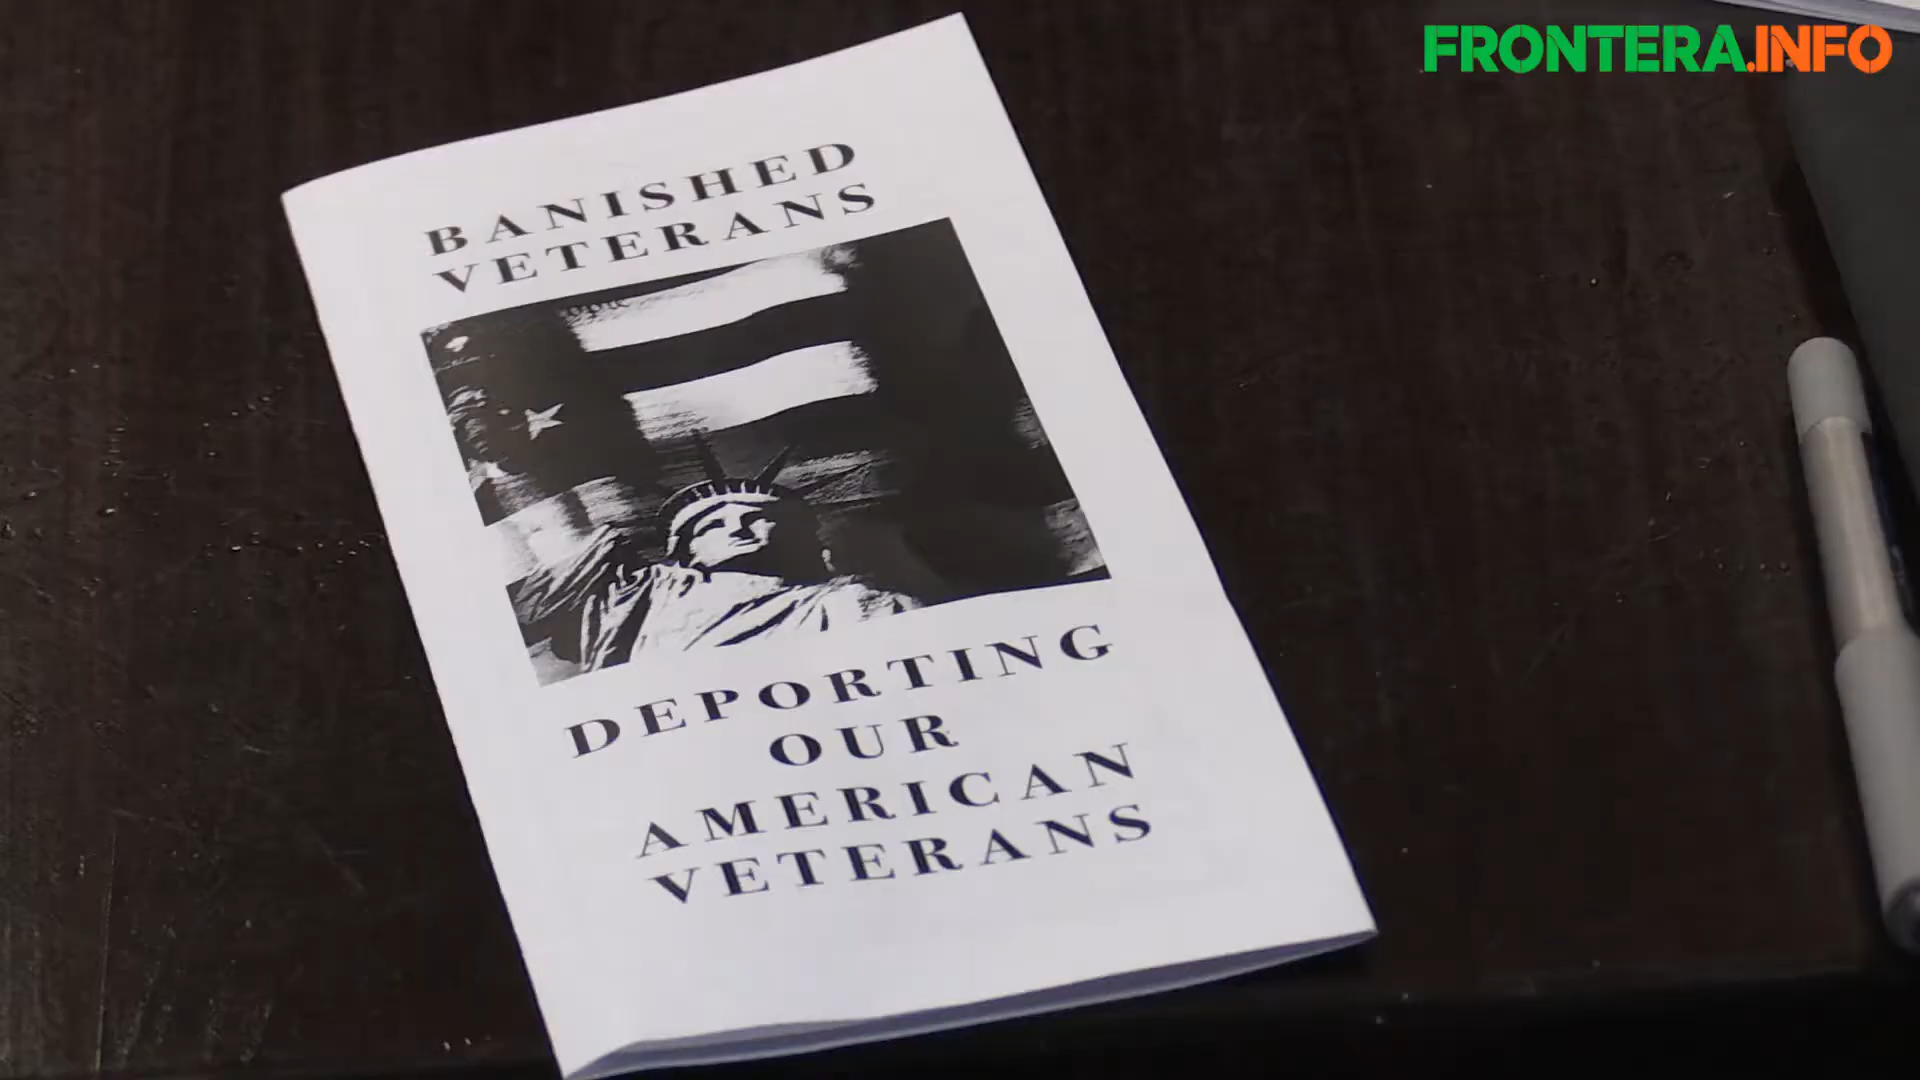 FRONTERA.INFO
BANISHED
VETERANS
DEPORTING
OUR
AMERICAN
VETERANS